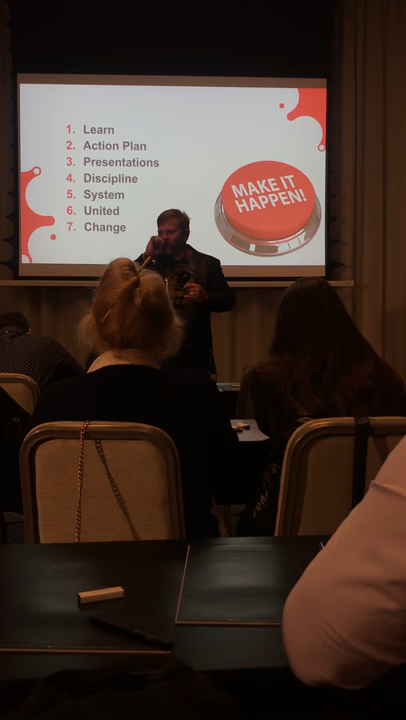 1. Learn
2. Action Plan
3. Presentations
4. Discipline
5. System
6. United
7. Change
MAKE IT
HAPPEN!